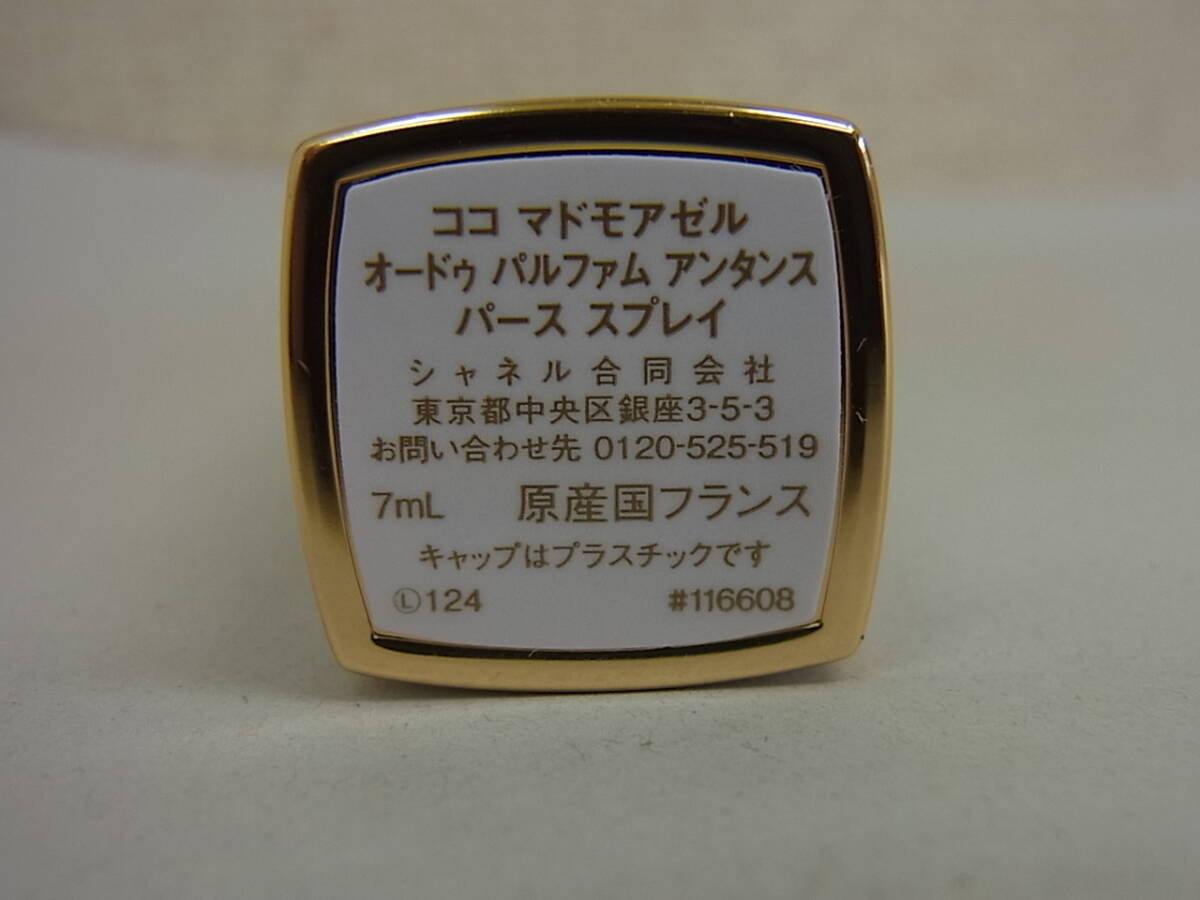 ココ マドモアゼル
オードゥ パルファム アンタンス
パース スプレイ
シャネル合同会社
東京都中央区銀座3-5-3
お問い合わせ先 0120-525-519
7mL 原産国フランス
キャップはプラスチックです
Ⓛ124 #116608